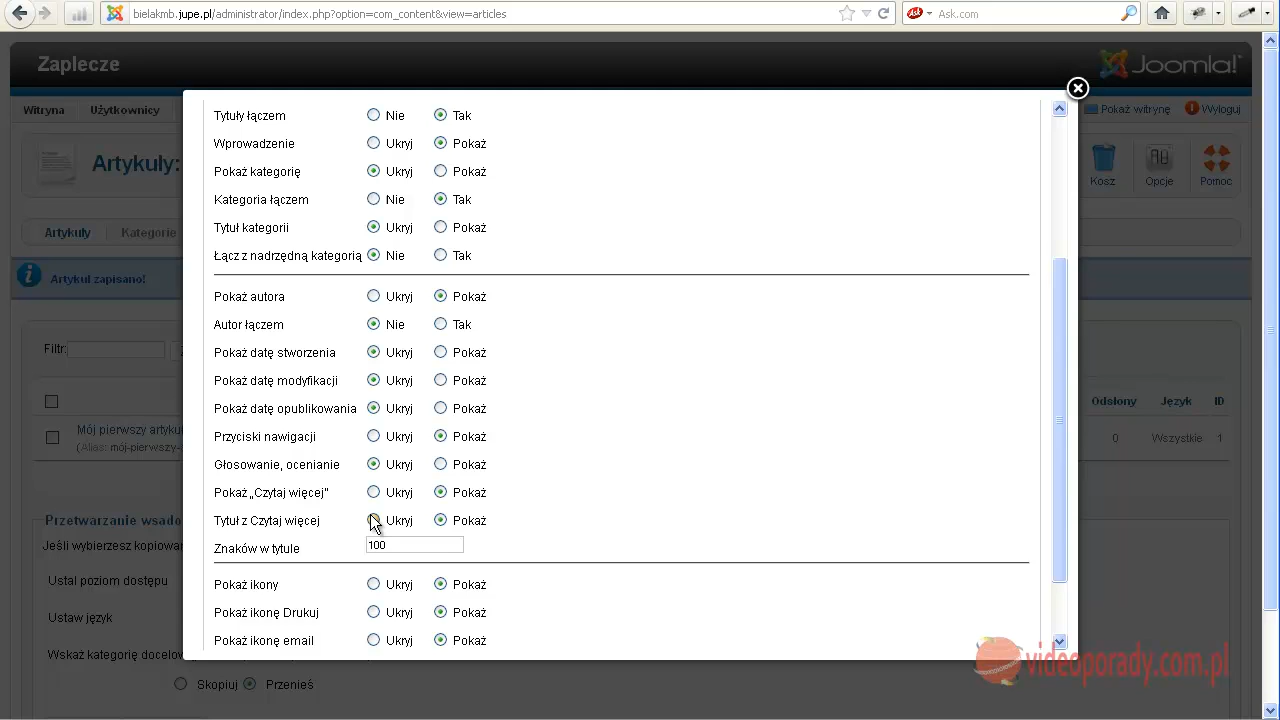 bielakmb.jupe.pl/administrator/index.php?option=com_content&view=articles
Ask.com
Zaplecze
Joomla!
Witryna Użytkownicy
Pokaż witrynę Wyloguj
Artykuły:
Kosz Opcje Pomoc
Artykuły Kategorie
Artykuł zapisano!
Filtr:
Odsłony Język ID
Mój pierwszy artyku
(Alias: mój-pierwszy-
0 Wszystkie 1
Przetwarzanie wsado
Jeśli wybierzesz kopiowan
Ustal poziom dostępu
Ustaw język
Wskaż kategorię docelow
Skopiuj Przenieś
Tytuły łączem Nie Tak
Wprowadzenie Ukryj Pokaż
Pokaż kategorię Ukryj Pokaż
Kategoria łączem Nie Tak
Tytuł kategorii Ukryj Pokaż
Łącz z nadrzędną kategorią Nie Tak
Pokaż autora Ukryj Pokaż
Autor łączem Nie Tak
Pokaż datę stworzenia Ukryj Pokaż
Pokaż datę modyfikacji Ukryj Pokaż
Pokaż datę opublikowania Ukryj Pokaż
Przyciski nawigacji Ukryj Pokaż
Głosowanie, ocenianie Ukryj Pokaż
Pokaż „Czytaj więcej” Ukryj Pokaż
Tytuł z Czytaj więcej Ukryj Pokaż
Znaków w tytule 100
Pokaż ikony Ukryj Pokaż
Pokaż ikonę Drukuj Ukryj Pokaż
Pokaż ikonę email Ukryj Pokaż
videoporady.com.pl